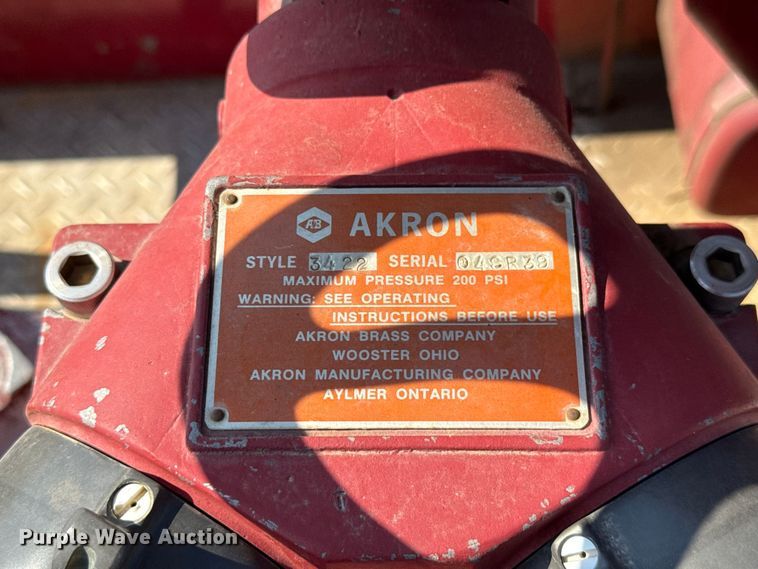 AB AKRON
STYLE 3422 SERIAL
MAXIMUM PRESSURE 200 PSI
WARNING: SEE OPERATING
INSTRUCTIONS BEFORE USE
AKRON BRASS COMPANY
WOOSTER OHIO
AKRON MANUFACTURING COMPANY
AYLMER ONTARIO
Purple Wave Auction